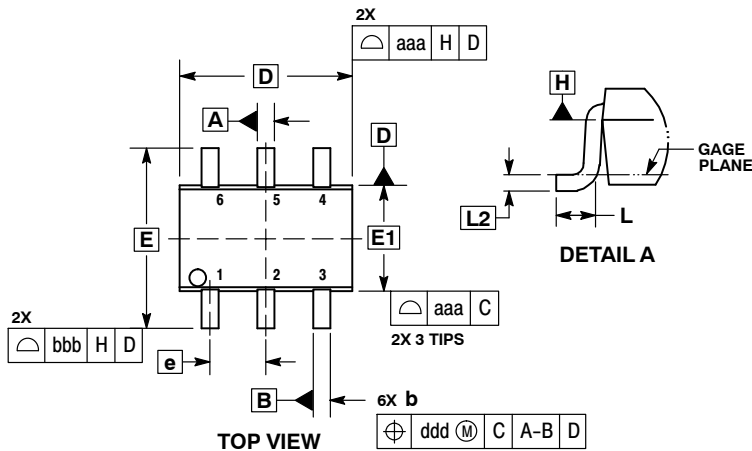 2X
⌓ aaa H D
D
A
D
6 5 4
E
E1
1 2 3
⌓ aaa C
2X 3 TIPS
2X
⌓ bbb H D
e
B
6X b
⌖ ddd Ⓜ C A-B D
TOP VIEW
H
GAGE
PLANE
L2
L
DETAIL A